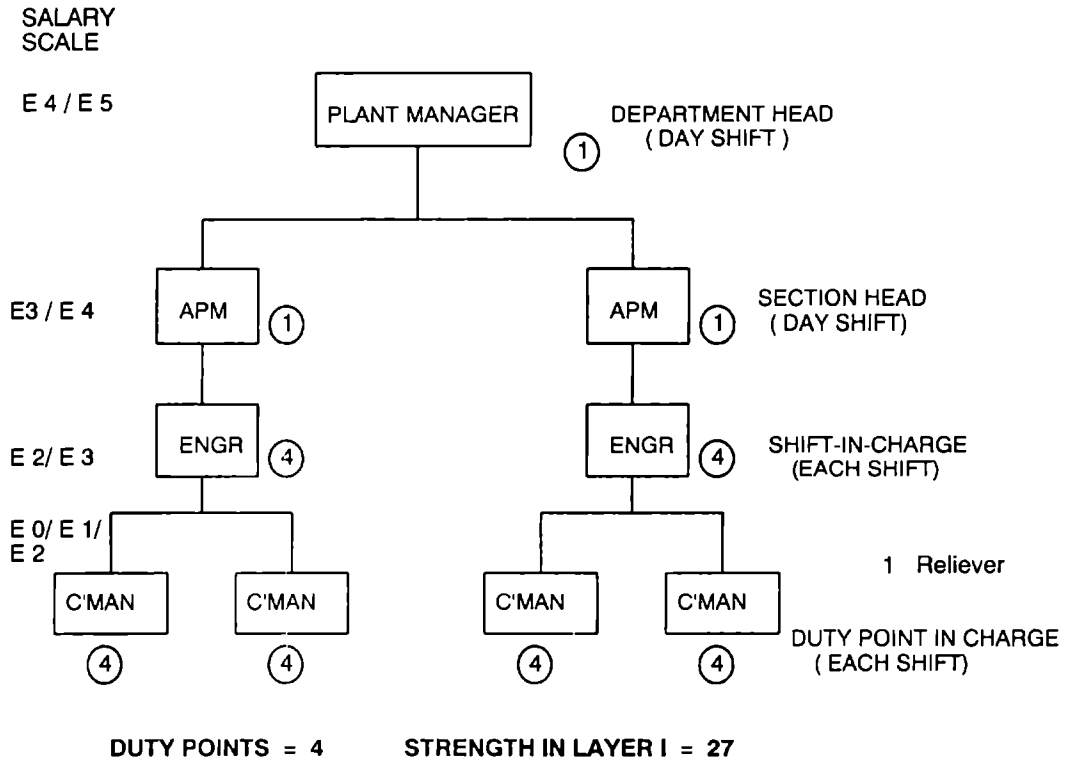 SALARY
SCALE
E 4 / E 5
PLANT MANAGER
1
DEPARTMENT HEAD
( DAY SHIFT )
E3 / E 4
APM
1
APM
1
SECTION HEAD
( DAY SHIFT)
E 2/ E 3
ENGR
4
ENGR
4
SHIFT-IN-CHARGE
(EACH SHIFT)
E 0/ E 1/
E 2
1 Reliever
C'MAN
C'MAN
C'MAN
C'MAN
4
4
4
4
DUTY POINT IN CHARGE
( EACH SHIFT)
DUTY POINTS = 4 STRENGTH IN LAYER I = 27